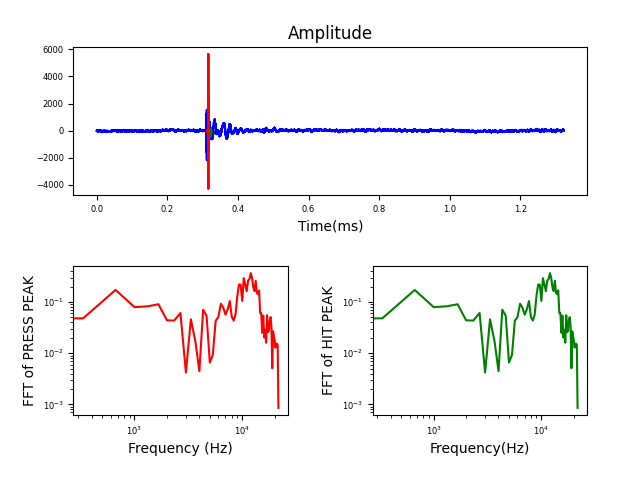 Amplitude
6000
4000
2000
0
−2000
−4000
0.0 0.2 0.4 0.6 0.8 1.0 1.2
Time(ms)
FFT of PRESS PEAK
10⁻¹
10⁻²
10⁻³
10³ 10⁴
Frequency (Hz)
FFT of HIT PEAK
10⁻¹
10⁻²
10⁻³
10³ 10⁴
Frequency(Hz)